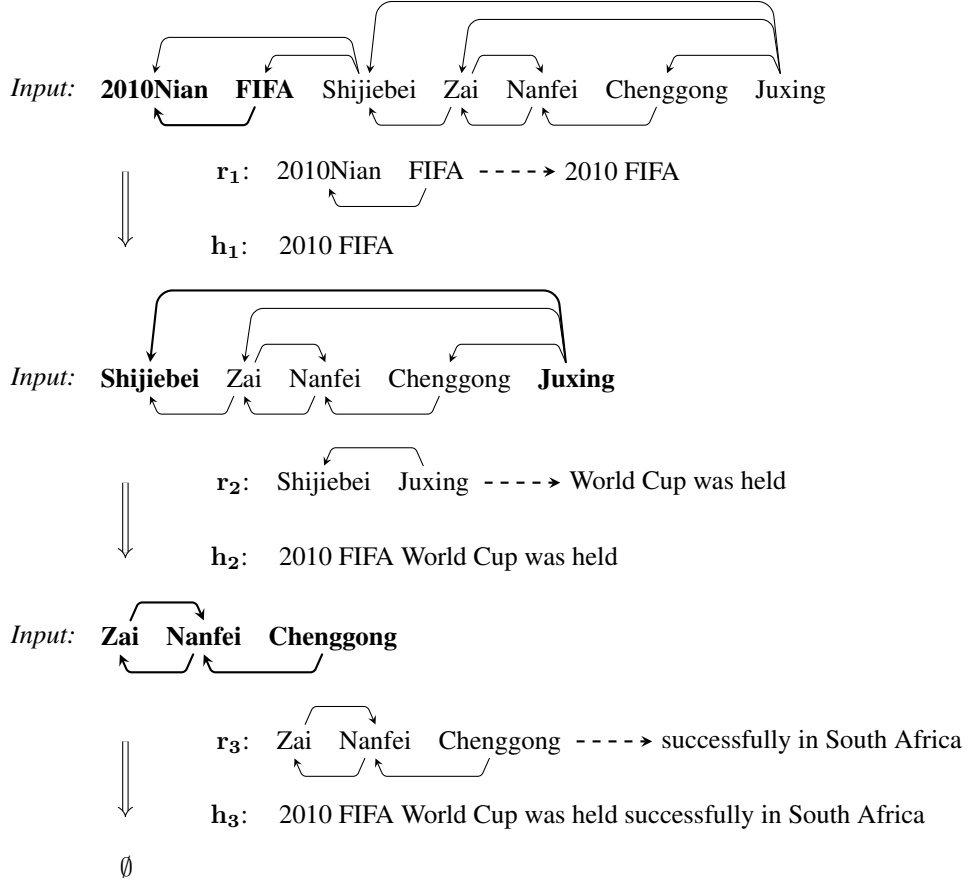 Input: 2010Nian FIFA Shijiebei Zai Nanfei Chenggong Juxing
r1: 2010Nian FIFA 2010 FIFA
h1: 2010 FIFA
Input: Shijiebei Zai Nanfei Chenggong Juxing
r2: Shijiebei Juxing World Cup was held
h2: 2010 FIFA World Cup was held
Input: Zai Nanfei Chenggong
r3: Zai Nanfei Chenggong successfully in South Africa
h3: 2010 FIFA World Cup was held successfully in South Africa
∅